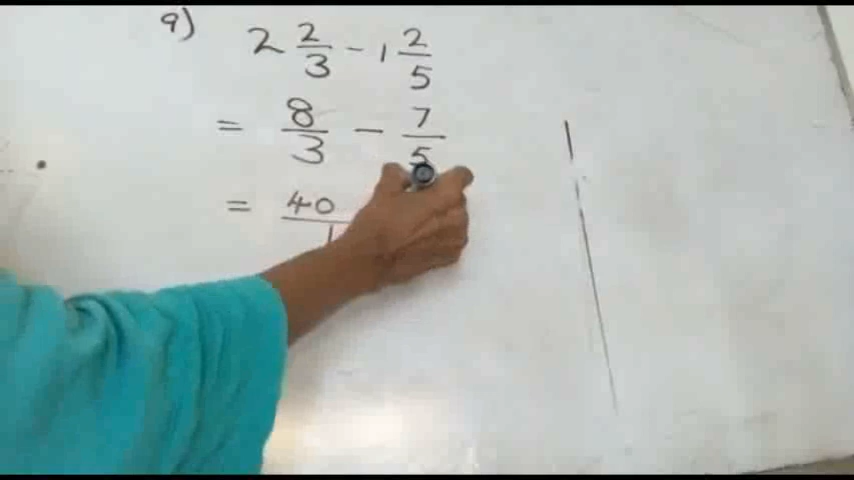 9) 2 2/3 - 1 2/5
= 8/3 - 7/5
= 40